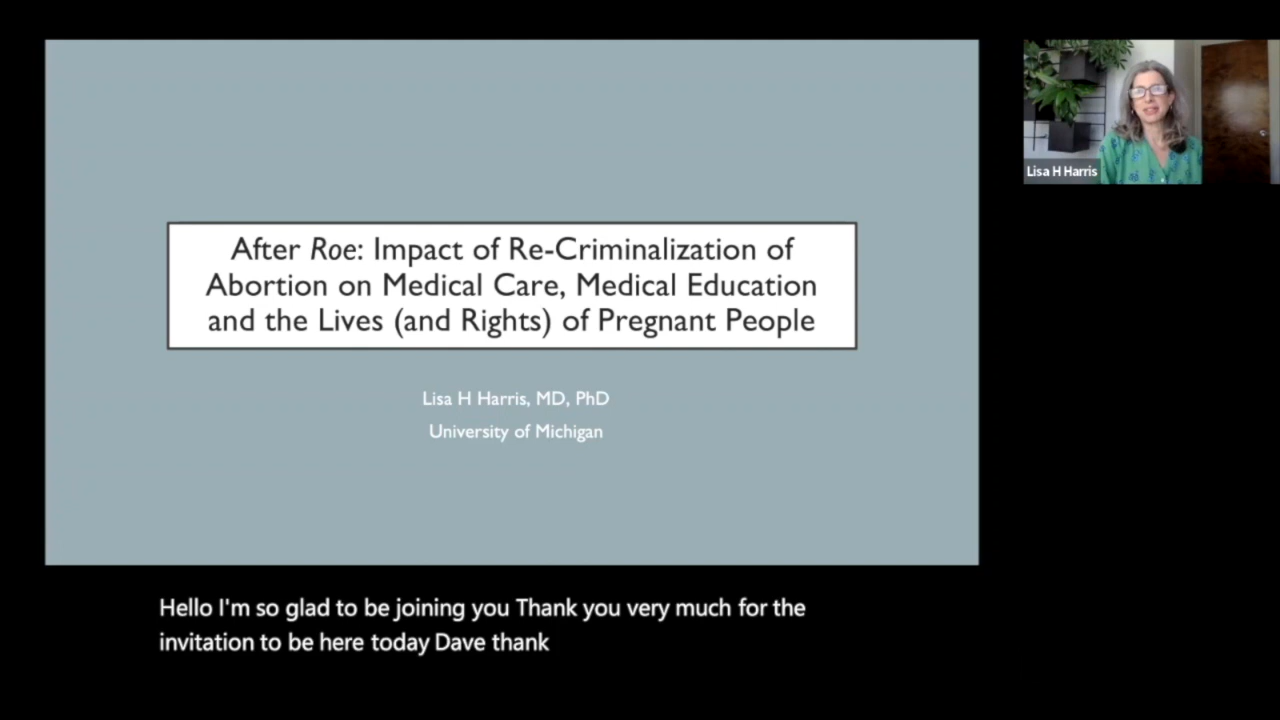 After Roe: Impact of Re-Criminalization of
Abortion on Medical Care, Medical Education
and the Lives (and Rights) of Pregnant People
Lisa H Harris, MD, PhD
University of Michigan
Lisa H Harris
Hello I'm so glad to be joining you Thank you very much for the
invitation to be here today Dave thank